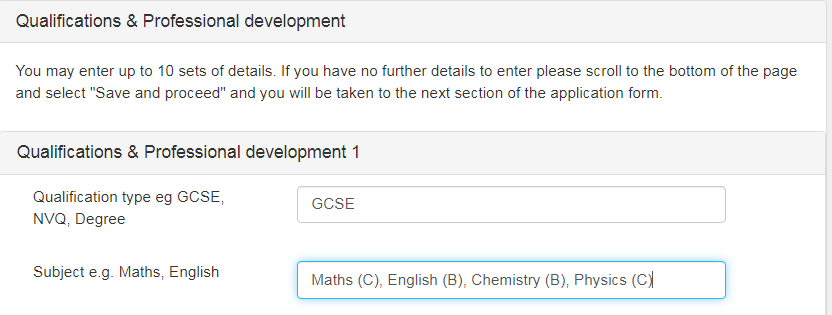 Qualifications & Professional development
You may enter up to 10 sets of details. If you have no further details to enter please scroll to the bottom of the page
and select "Save and proceed" and you will be taken to the next section of the application form.
Qualifications & Professional development 1
Qualification type eg GCSE,
NVQ, Degree
GCSE
Subject e.g. Maths, English
Maths (C), English (B), Chemistry (B), Physics (C)